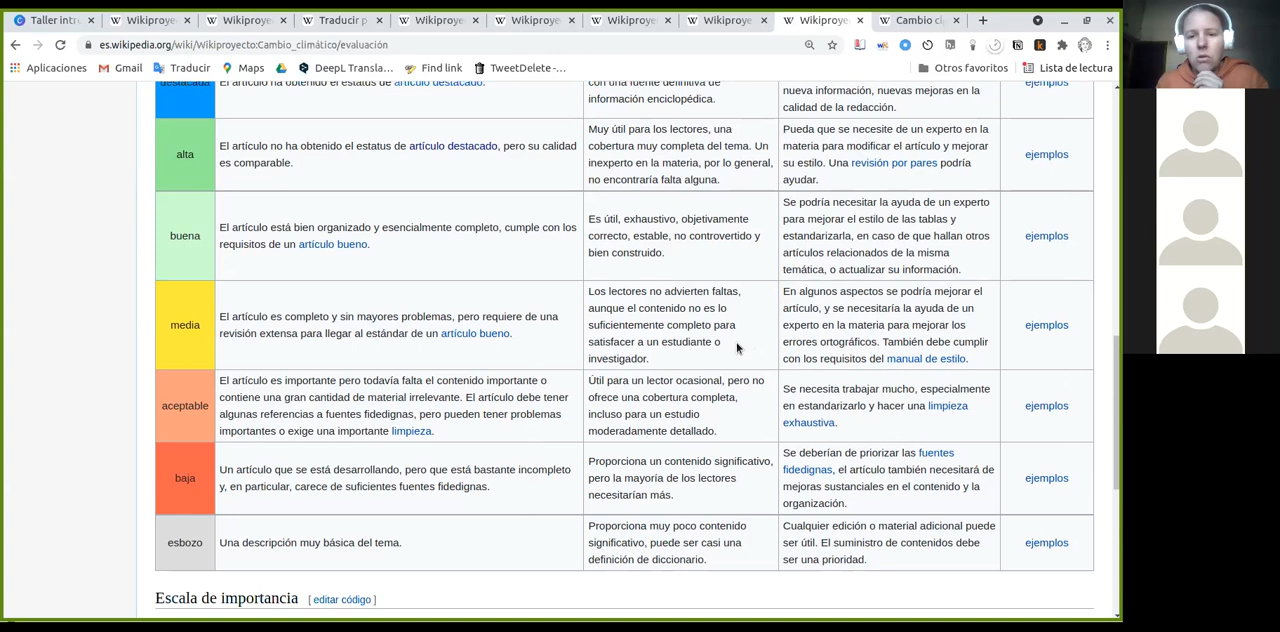 Taller intro
Wikiproye
Wikiproye
Traducir p
Wikiproye
Wikiproye
Wikiproye
Wikiproye
Wikiproye
Cambio cl
es.wikipedia.org/wiki/Wikiproyecto:Cambio_climático/evaluación
Aplicaciones
Gmail
Traducir
Maps
DeepL Transla...
Find link
TweetDelete -...
Otros favoritos
Lista de lectura
destacada
El artículo ha obtenido el estatus de artículo destacado.
con una fuente definitiva de
información enciclopédica.
nueva información, nuevas mejoras en la
calidad de la redacción.
ejemplos
alta
El artículo no ha obtenido el estatus de artículo destacado, pero su calidad
es comparable.
Muy útil para los lectores, una
cobertura muy completa del tema. Un
inexperto en la materia, por lo general,
no encontraría falta alguna.
Pueda que se necesite de un experto en la
materia para modificar el artículo y mejorar
su estilo. Una revisión por pares podría
ayudar.
ejemplos
buena
El artículo está bien organizado y esencialmente completo, cumple con los
requisitos de un artículo bueno.
Es útil, exhaustivo, objetivamente
correcto, estable, no controvertido y
bien construido.
Se podría necesitar la ayuda de un experto
para mejorar el estilo de las tablas y
estandarizarla, en caso de que hallan otros
artículos relacionados de la misma
temática, o actualizar su información.
ejemplos
media
El artículo es completo y sin mayores problemas, pero requiere de una
revisión extensa para llegar al estándar de un artículo bueno.
Los lectores no advierten faltas,
aunque el contenido no es lo
suficientemente completo para
satisfacer a un estudiante o
investigador.
En algunos aspectos se podría mejorar el
artículo, y se necesitaría la ayuda de un
experto en la materia para mejorar los
errores ortográficos. También debe cumplir
con los requisitos del manual de estilo.
ejemplos
aceptable
El artículo es importante pero todavía falta el contenido importante o
contiene una gran cantidad de material irrelevante. El artículo debe tener
algunas referencias a fuentes fidedignas, pero pueden tener problemas
importantes o exige una importante limpieza.
Útil para un lector ocasional, pero no
ofrece una cobertura completa,
incluso para un estudio
moderadamente detallado.
Se necesita trabajar mucho, especialmente
en estandarizarlo y hacer una limpieza
exhaustiva.
ejemplos
baja
Un artículo que se está desarrollando, pero que está bastante incompleto
y, en particular, carece de suficientes fuentes fidedignas.
Proporciona un contenido significativo,
pero la mayoría de los lectores
necesitarían más.
Se deberían de priorizar las fuentes
fidedignas, el artículo también necesitará de
mejoras sustanciales en el contenido y la
organización.
ejemplos
esbozo
Una descripción muy básica del tema.
Proporciona muy poco contenido
significativo, puede ser casi una
definición de diccionario.
Cualquier edición o material adicional puede
ser útil. El suministro de contenidos debe
ser una prioridad.
ejemplos
Escala de importancia [ editar código ]